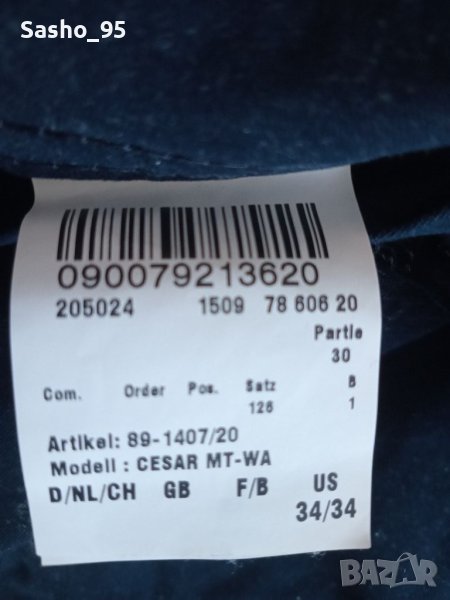 Sasho_95
090079213620
205024 1509 78 606 20
Partie
30
Com. Order Pos. Satz B
126 1
Artikel: 89-1407/20
Modell : CESAR MT-WA
D/NL/CH GB F/B US
34/34
BAZAR